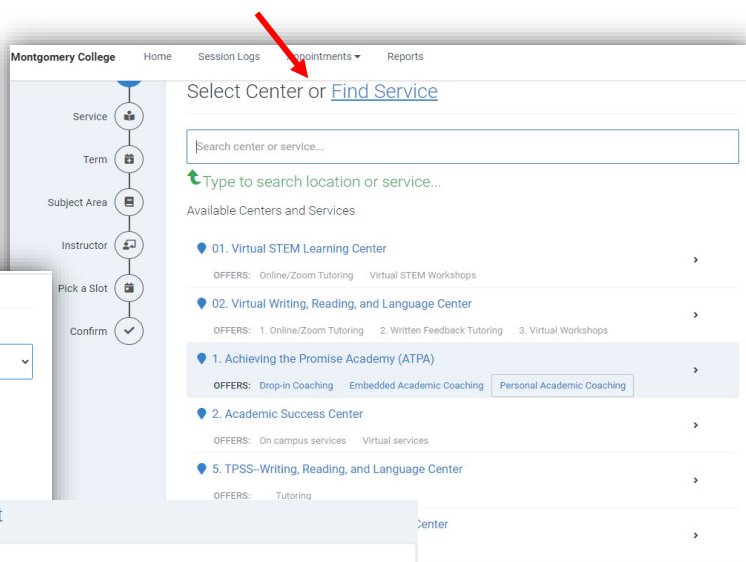 Montgomery College Home Session Logs Appointments Reports
Select Center or Find Service
Service
Search center or service...
Term
Type to search location or service...
Subject Area
Available Centers and Services
Instructor
01. Virtual STEM Learning Center
OFFERS: Online/Zoom Tutoring Virtual STEM Workshops
Pick a Slot
02. Virtual Writing, Reading, and Language Center
OFFERS: 1. Online/Zoom Tutoring 2. Written Feedback Tutoring 3. Virtual Workshops
Confirm
1. Achieving the Promise Academy (ATPA)
OFFERS: Drop-in Coaching Embedded Academic Coaching Personal Academic Coaching
2. Academic Success Center
OFFERS: On campus services Virtual services
5. TPSS–Writing, Reading, and Language Center
OFFERS: Tutoring
Center